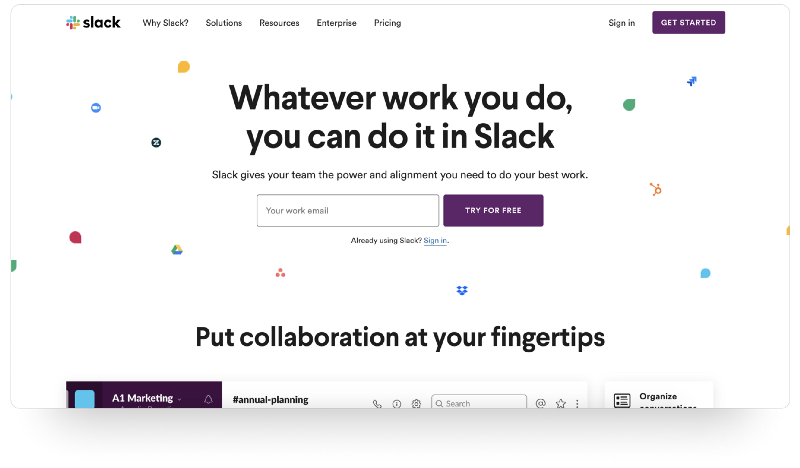 slack
Why Slack?
Solutions
Resources
Enterprise
Pricing
Sign in
GET STARTED
Whatever work you do,
you can do it in Slack
Slack gives your team the power and alignment you need to do your best work.
Your work email
TRY FOR FREE
Already using Slack? Sign in.
Put collaboration at your fingertips
A1 Marketing
#annual-planning
Search
Organize
conversations